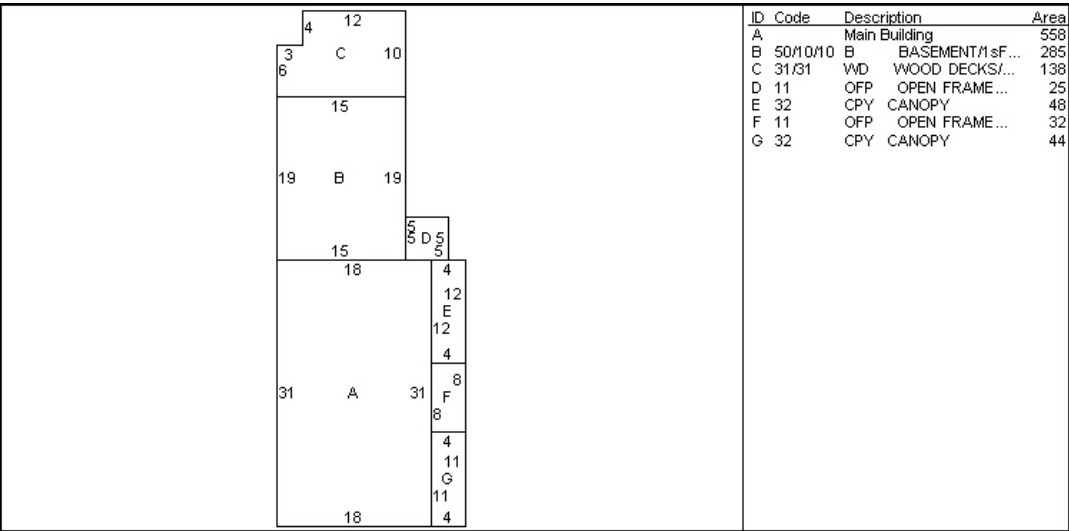 4 12
3 C 10
6
15
19 B 19
5
5 D 5
15 5
18 4
12
E
12
4
31 A 31 8
F
8
4
11
G
11
18 4
ID Code Description Area
A Main Building 558
B 50/10/10 B BASEMENT/1sF... 285
C 31/31 WD WOOD DECKS/... 138
D 11 OFP OPEN FRAME... 25
E 32 CPY CANOPY 48
F 11 OFP OPEN FRAME... 32
G 32 CPY CANOPY 44